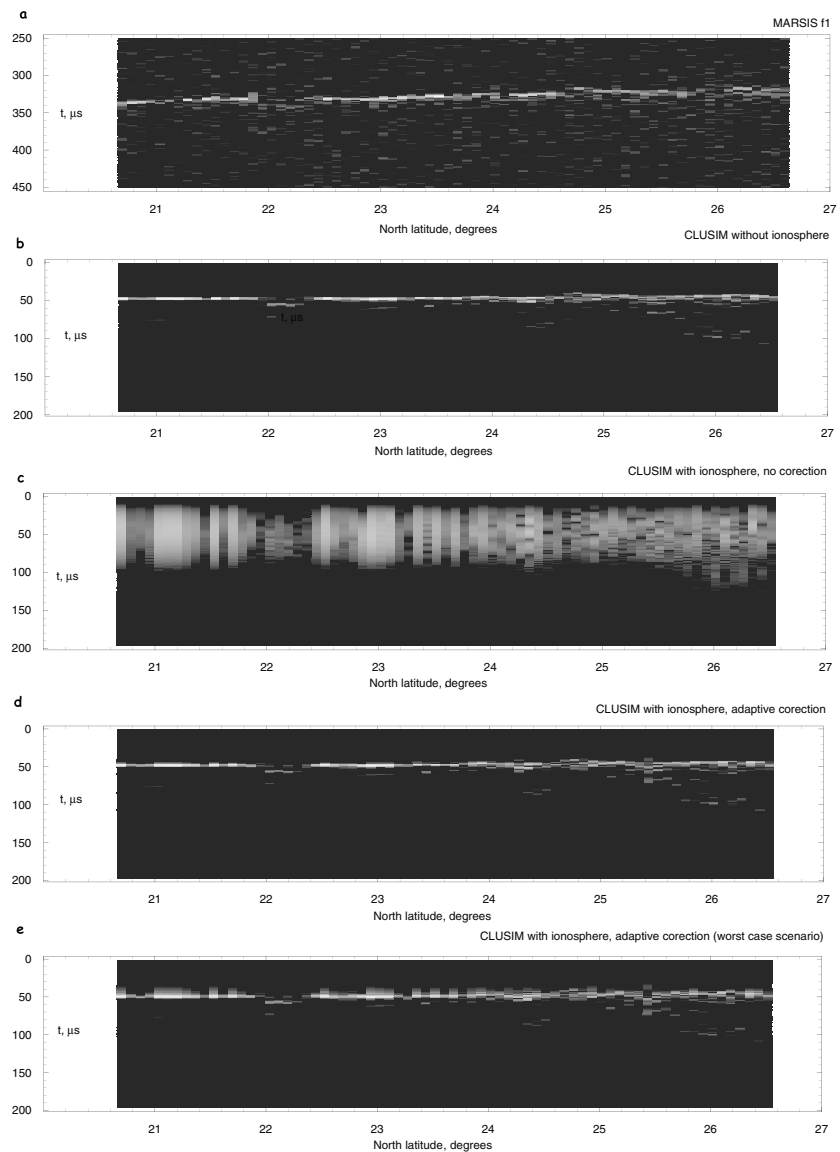 a
MARSIS f1
250
300
350
400
450
t, μs
21 22 23 24 25 26 27
North latitude, degrees
b
CLUSIM without ionosphere
0
50
100
150
200
t, μs
t, μs
21 22 23 24 25 26 27
North latitude, degrees
c
CLUSIM with ionosphere, no corection
0
50
100
150
200
t, μs
21 22 23 24 25 26 27
North latitude, degrees
d
CLUSIM with ionosphere, adaptive corection
0
50
100
150
200
t, μs
21 22 23 24 25 26 27
North latitude, degrees
e
CLUSIM with ionosphere, adaptive corection (worst case scenario)
0
50
100
150
200
t, μs
21 22 23 24 25 26 27
North latitude, degrees